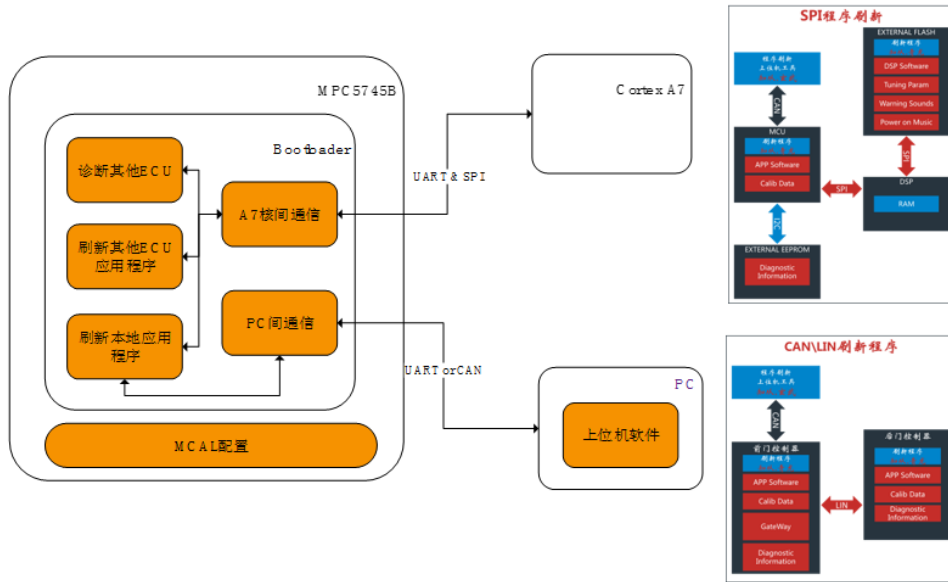 MPC5745B
Bootloader
诊断其他ECU
刷新其他ECU
应用程序
刷新本地应用
程序
A7核间通信
PC间通信
MCAL配置
UART&SPI
UARTorCAN
Cortex A7
PC
上位机软件
SPI程序刷新
程序刷新
上位机工具
CAN
MCU
刷新程序
APP Software
Calib Data
I2C
EXTERNAL EEPROM
Diagnostic
Information
SPI
EXTERNAL FLASH
刷新程序
DSP Software
Tuning Param
Warning Sounds
Power on Music
SPI
DSP
RAM
CAN\LIN刷新程序
程序刷新
上位机工具
CAN
前门控制器
刷新程序
APP Software
Calib Data
GateWay
Diagnostic
Information
LIN
后门控制器
刷新程序
APP Software
Calib Data
Diagnostic
Information